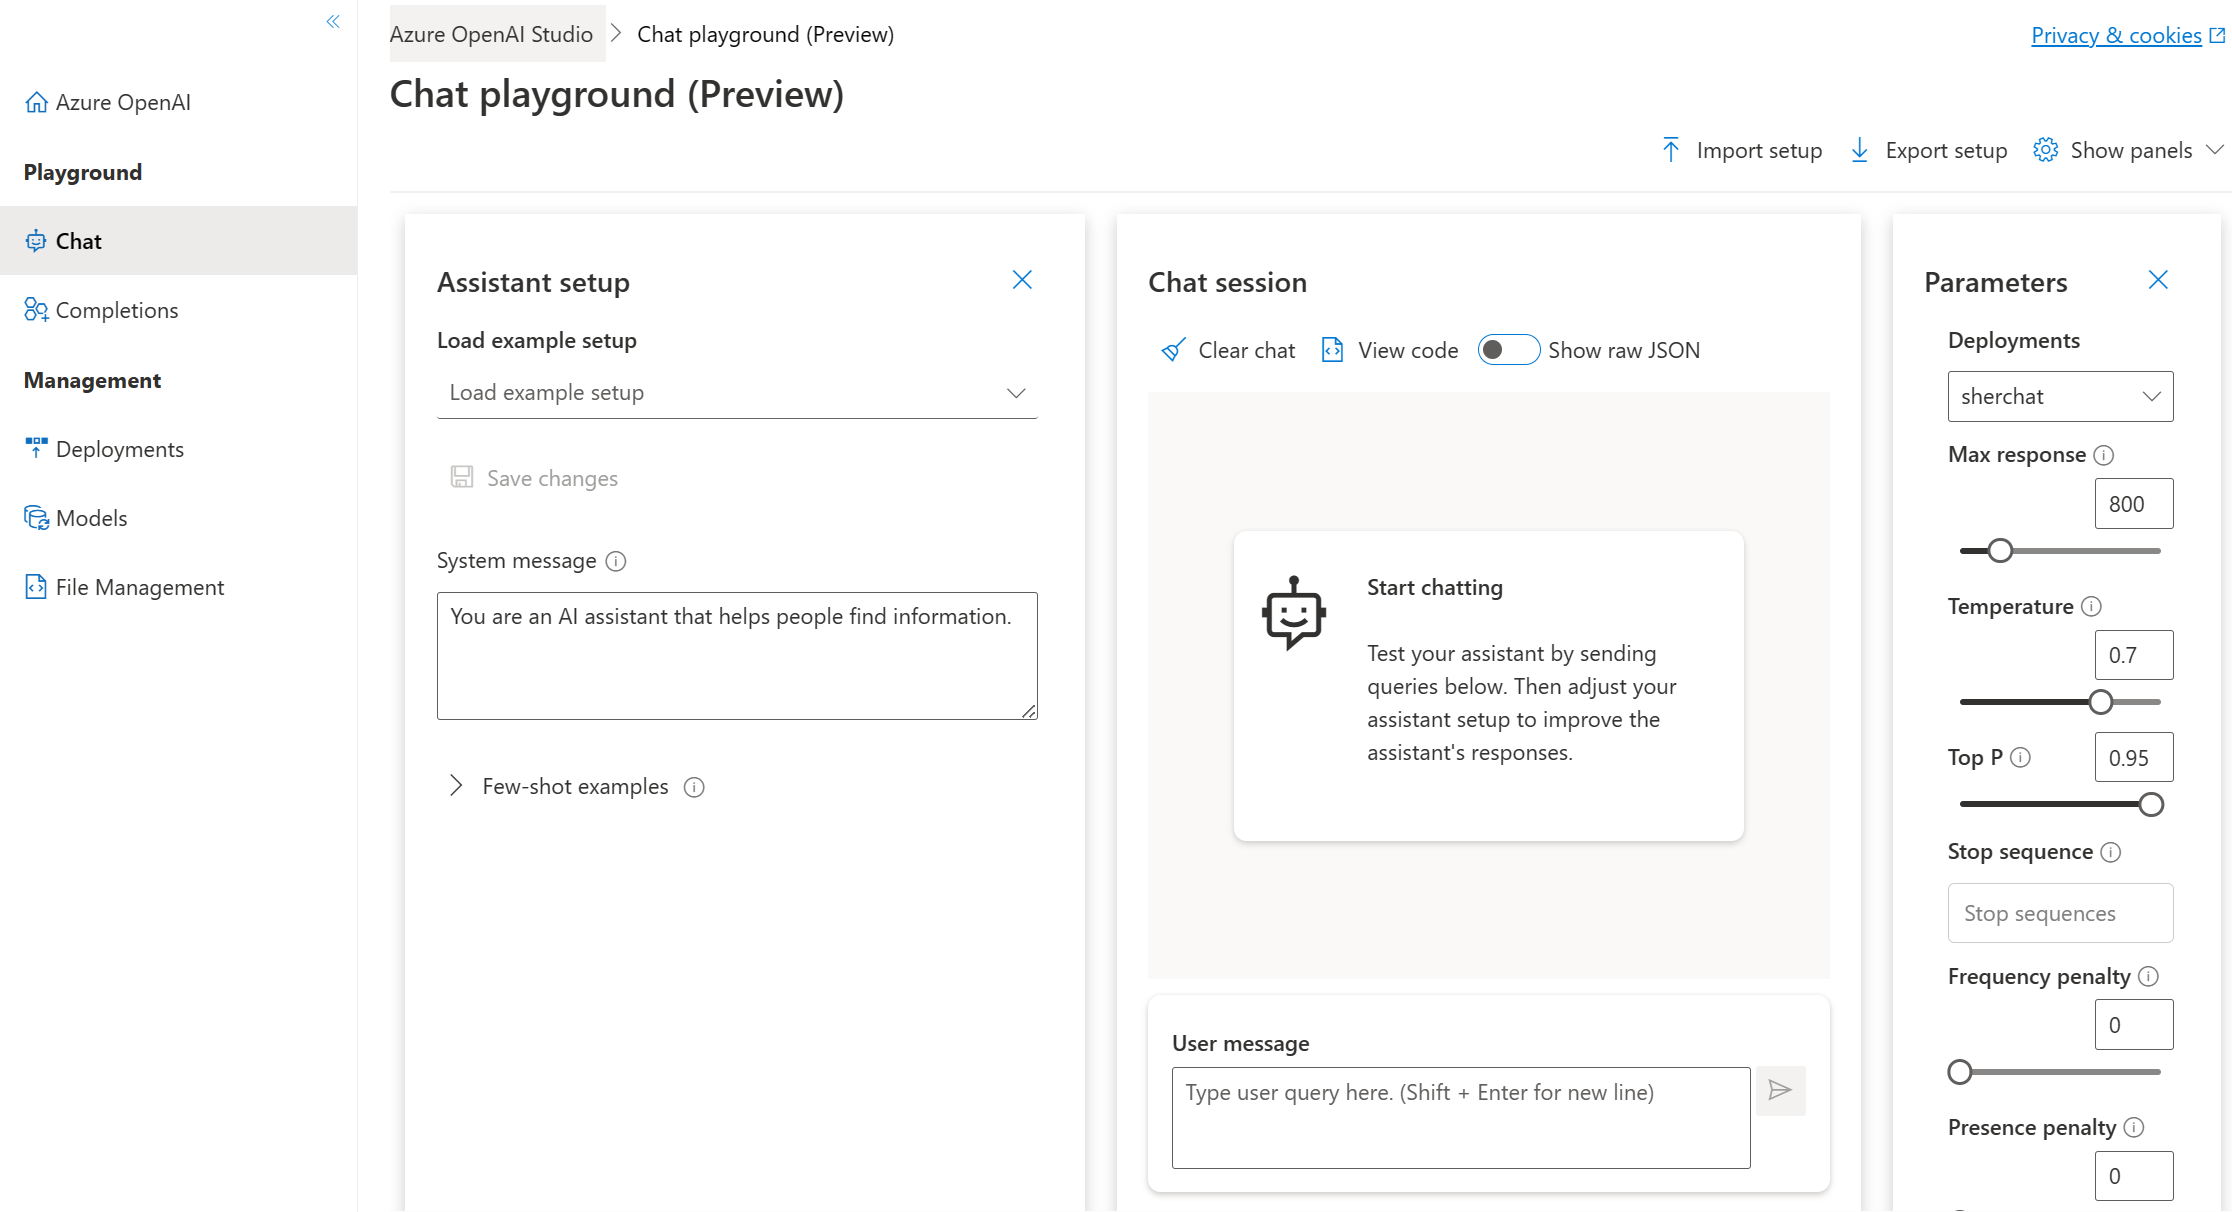 Azure OpenAI Studio
Chat playground (Preview)
Privacy & cookies
Azure OpenAI
Playground
Chat
Completions
Management
Deployments
Models
File Management
Chat playground (Preview)
Import setup
Export setup
Show panels
Assistant setup
Load example setup
Load example setup
Save changes
System message
You are an AI assistant that helps people find information.
Few-shot examples
Chat session
Clear chat
View code
Show raw JSON
Start chatting
Test your assistant by sending
queries below. Then adjust your
assistant setup to improve the
assistant's responses.
User message
Type user query here. (Shift + Enter for new line)
Parameters
Deployments
sherchat
Max response
800
Temperature
0.7
Top P
0.95
Stop sequence
Stop sequences
Frequency penalty
0
Presence penalty
0